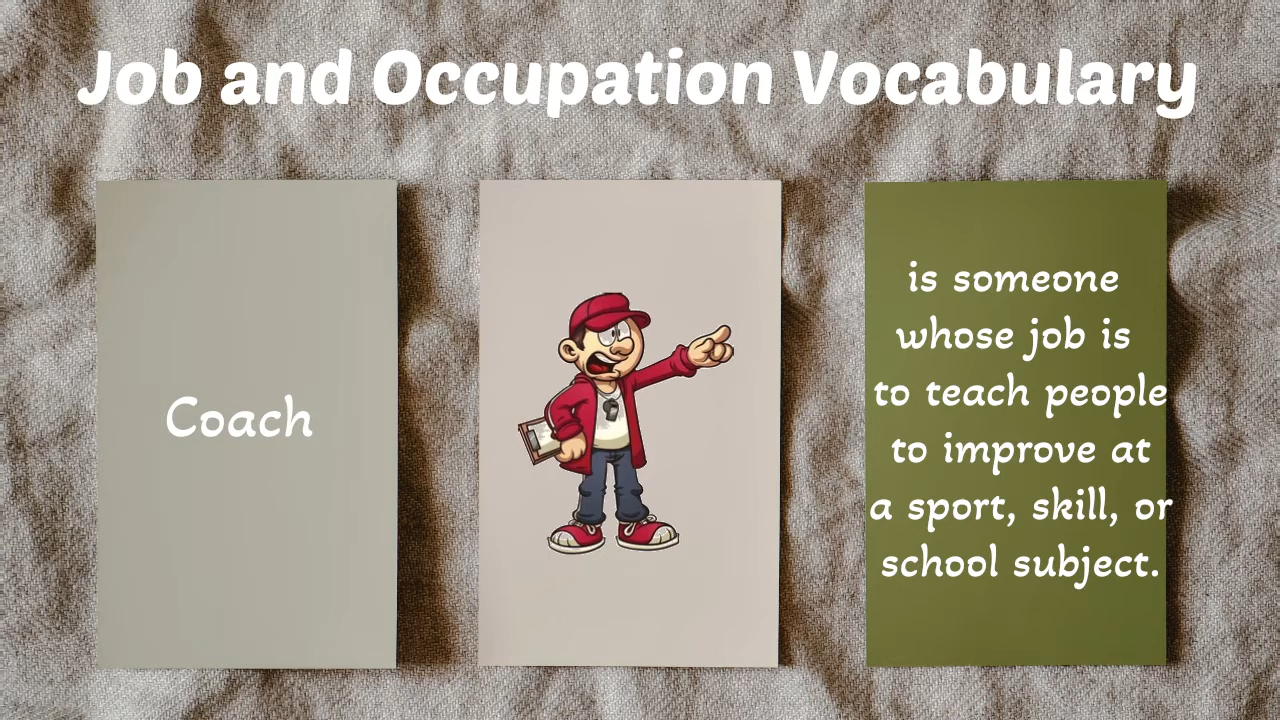 Job and Occupation Vocabulary
Coach
is someone
whose job is
to teach people
to improve at
a sport, skill, or
school subject.